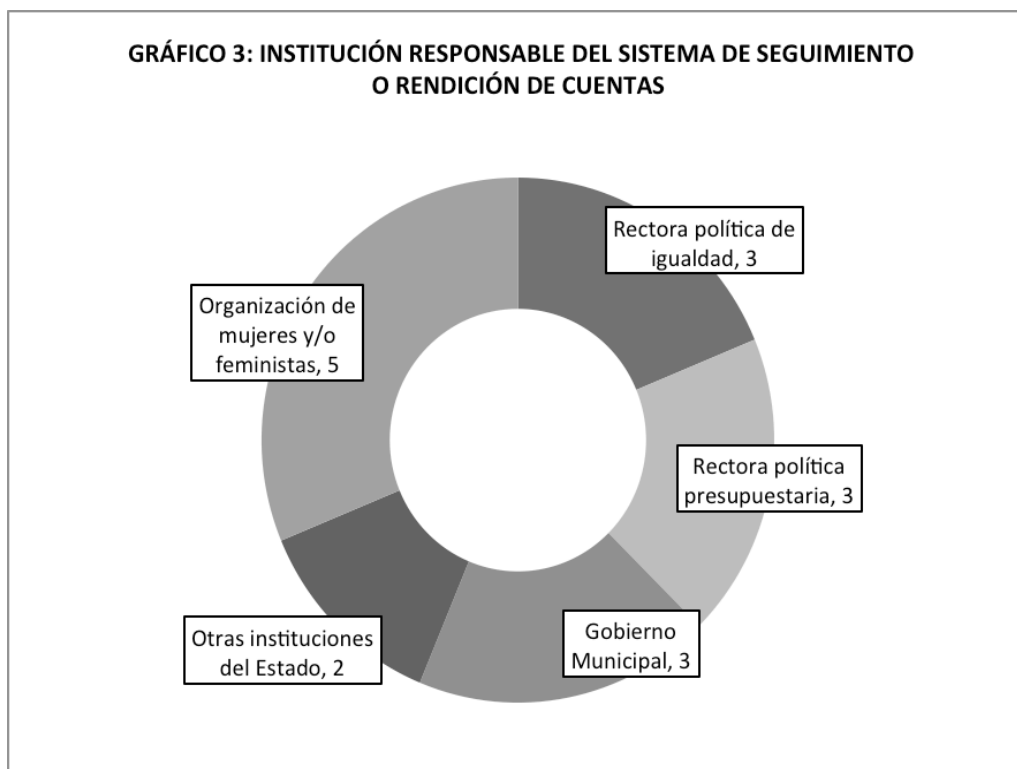 GRÁFICO 3: INSTITUCIÓN RESPONSABLE DEL SISTEMA DE SEGUIMIENTO
O RENDICIÓN DE CUENTAS
Rectora política de
igualdad, 3
Organización de
mujeres y/o
feministas, 5
Rectora política
presupuestaria, 3
Gobierno
Municipal, 3
Otras instituciones
del Estado, 2